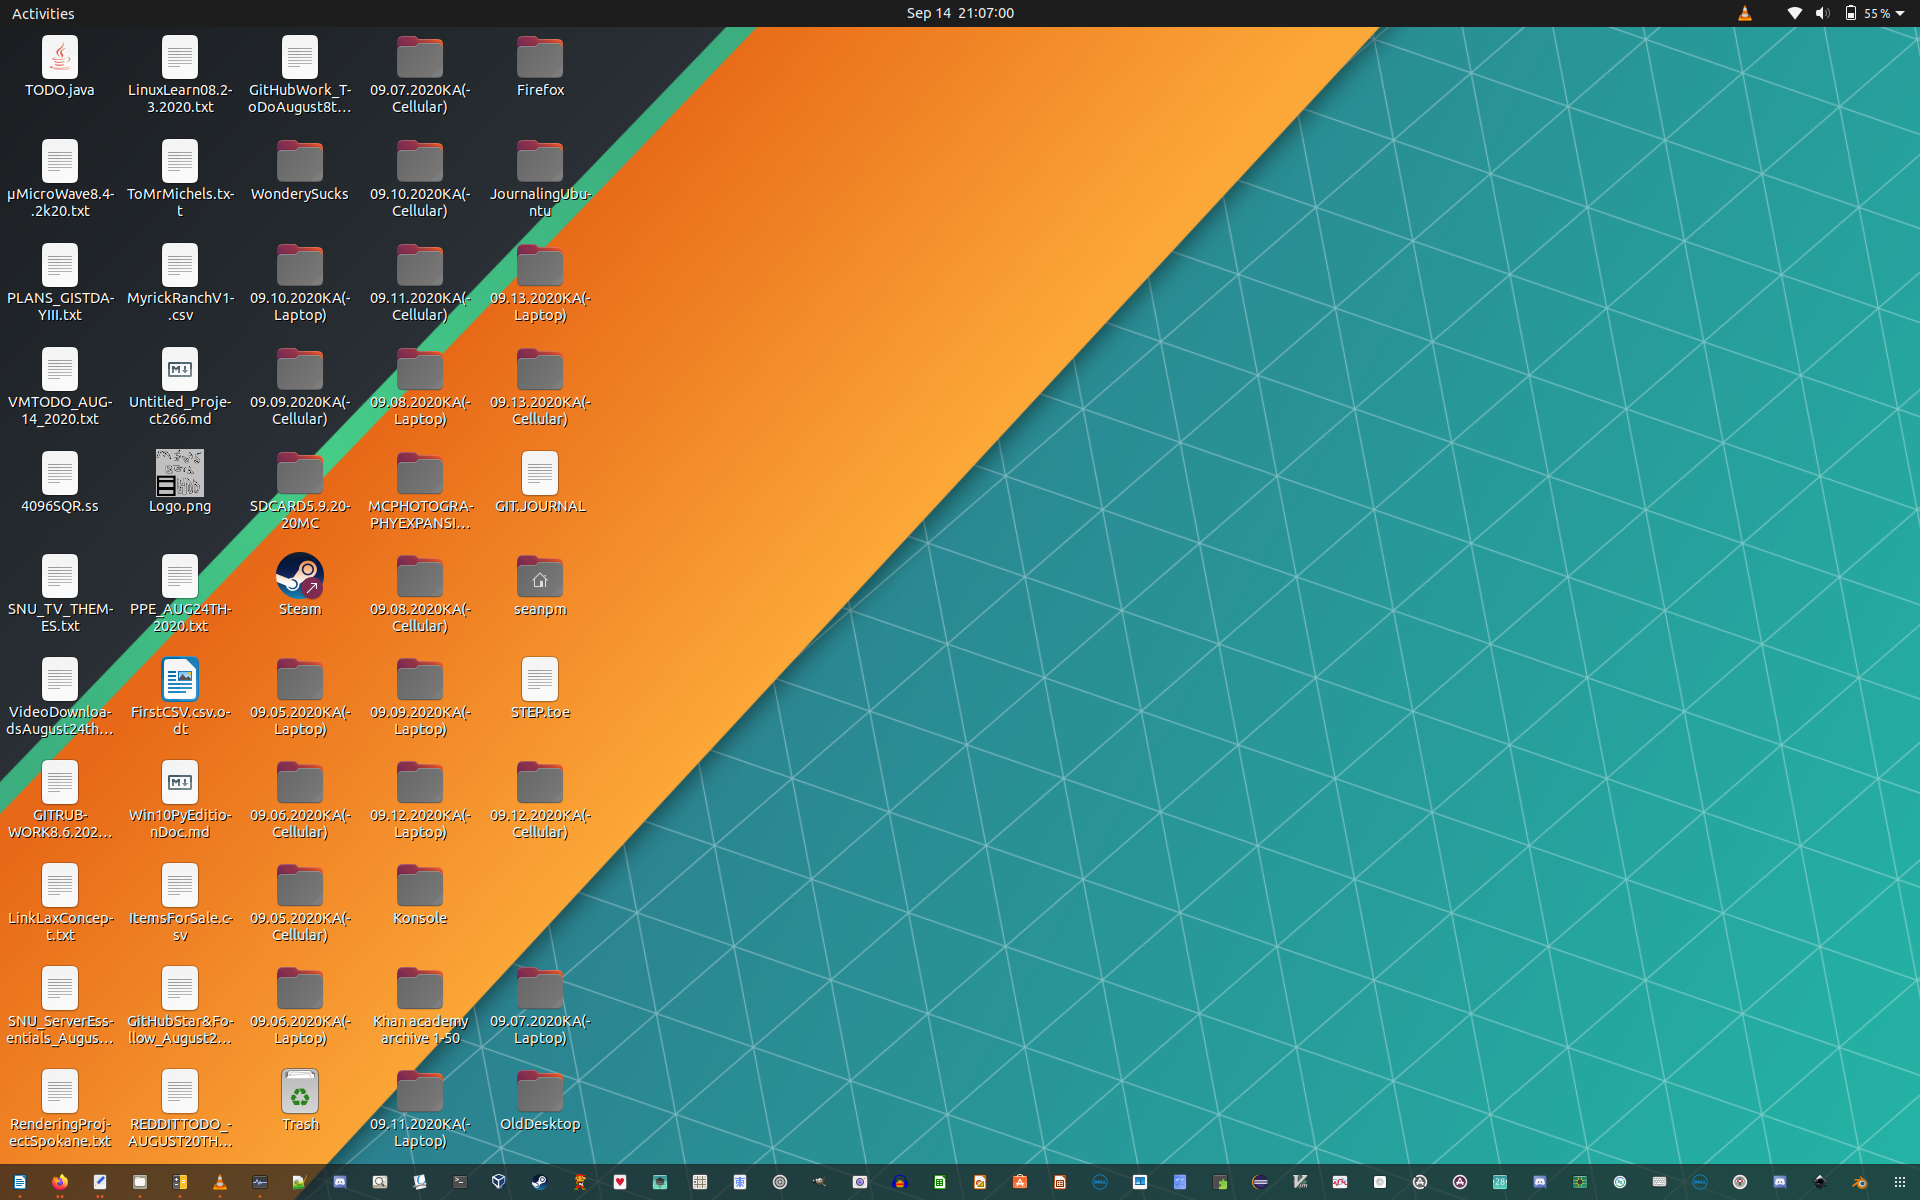 Activities
Sep 14 21:07:00
55 %
TODO.java
LinuxLearn08.2-
3.2020.txt
GitHubWork_T-
oDoAugust8t...
09.07.2020KA(-
Cellular)
Firefox
µMicroWave8.4-
.2k20.txt
ToMrMichels.tx-
t
WonderySucks
09.10.2020KA(-
Cellular)
JournalingUbu-
ntu
PLANS_GISTDA-
YIII.txt
MyrickRanchV1-
.csv
09.10.2020KA(-
Laptop)
09.11.2020KA(-
Cellular)
09.13.2020KA(-
Laptop)
VMTODO_AUG-
14_2020.txt
Untitled_Proje-
ct266.md
09.09.2020KA(-
Cellular)
09.08.2020KA(-
Laptop)
09.13.2020KA(-
Cellular)
4096SQR.ss
Logo.png
SDCARD5.9.20-
20MC
MCPHOTOGRA-
PHYEXPANSI...
GIT.JOURNAL
SNU_TV_THEM-
ES.txt
PPE_AUG24TH-
2020.txt
Steam
09.08.2020KA(-
Cellular)
seanpm
VideoDownloa-
dsAugust24th...
FirstCSV.csv.o-
dt
09.05.2020KA(-
Laptop)
09.09.2020KA(-
Laptop)
STEP.toe
GITRUB-
WORK8.6.202...
Win10PyEditio-
nDoc.md
09.06.2020KA(-
Cellular)
09.12.2020KA(-
Laptop)
09.12.2020KA(-
Cellular)
LinkLaxConcep-
t.txt
ItemsForSale.c-
sv
09.05.2020KA(-
Cellular)
Konsole
SNU_ServerEss-
entials_Augus...
GitHubStar&Fo-
llow_August2...
09.06.2020KA(-
Laptop)
Khan academy
archive 1-50
09.07.2020KA(-
Laptop)
RenderingProj-
ectSpokane.txt
REDDITTODO_-
AUGUST20TH...
Trash
09.11.2020KA(-
Laptop)
OldDesktop